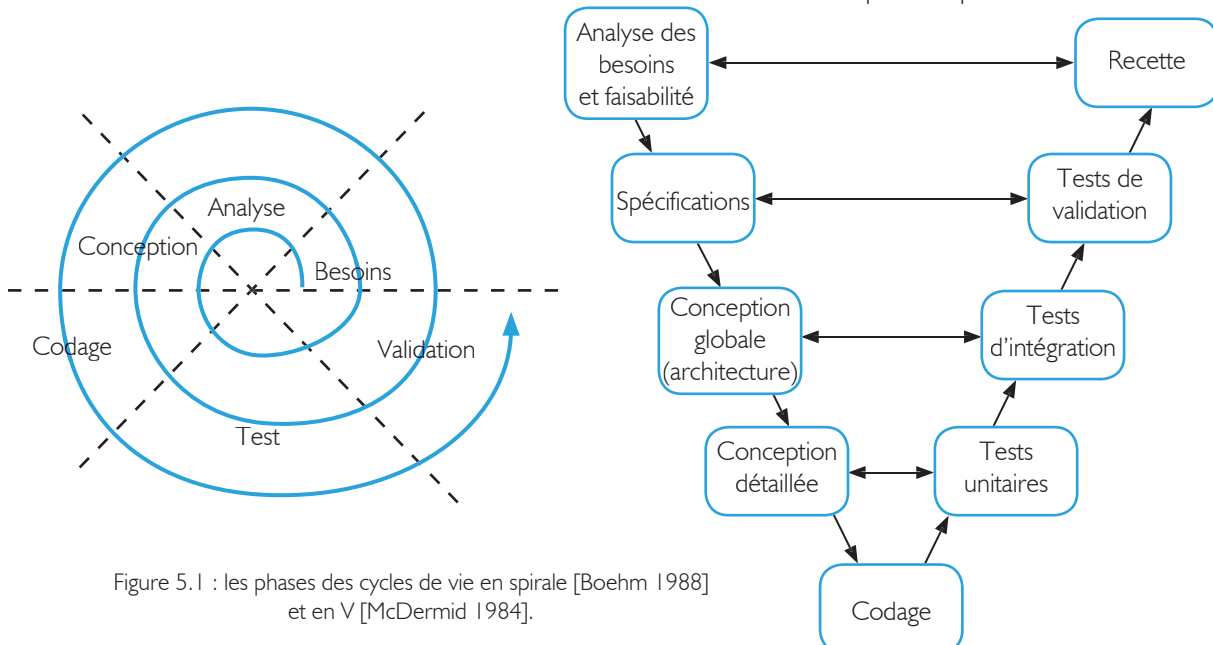 Analyse
Conception
Besoins
Codage
Validation
Test
Figure 5.1 : les phases des cycles de vie en spirale [Boehm 1988]
et en V [McDermid 1984].
Analyse des
besoins
et faisabilité
Recette
Spécifications
Tests de
validation
Conception
globale
(architecture)
Tests
d’intégration
Conception
détaillée
Tests
unitaires
Codage